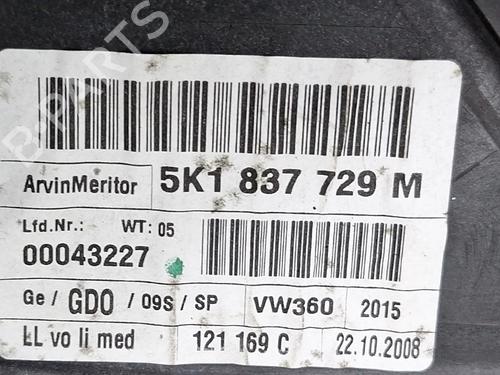 B-PARTS
ArvinMeritor 5K1 837 729 M
Lfd.Nr.: WT: 05
00043227
Ge / GDO / 09S / SP VW360 2015
LL vo li med 121 169 C 22.10.2008